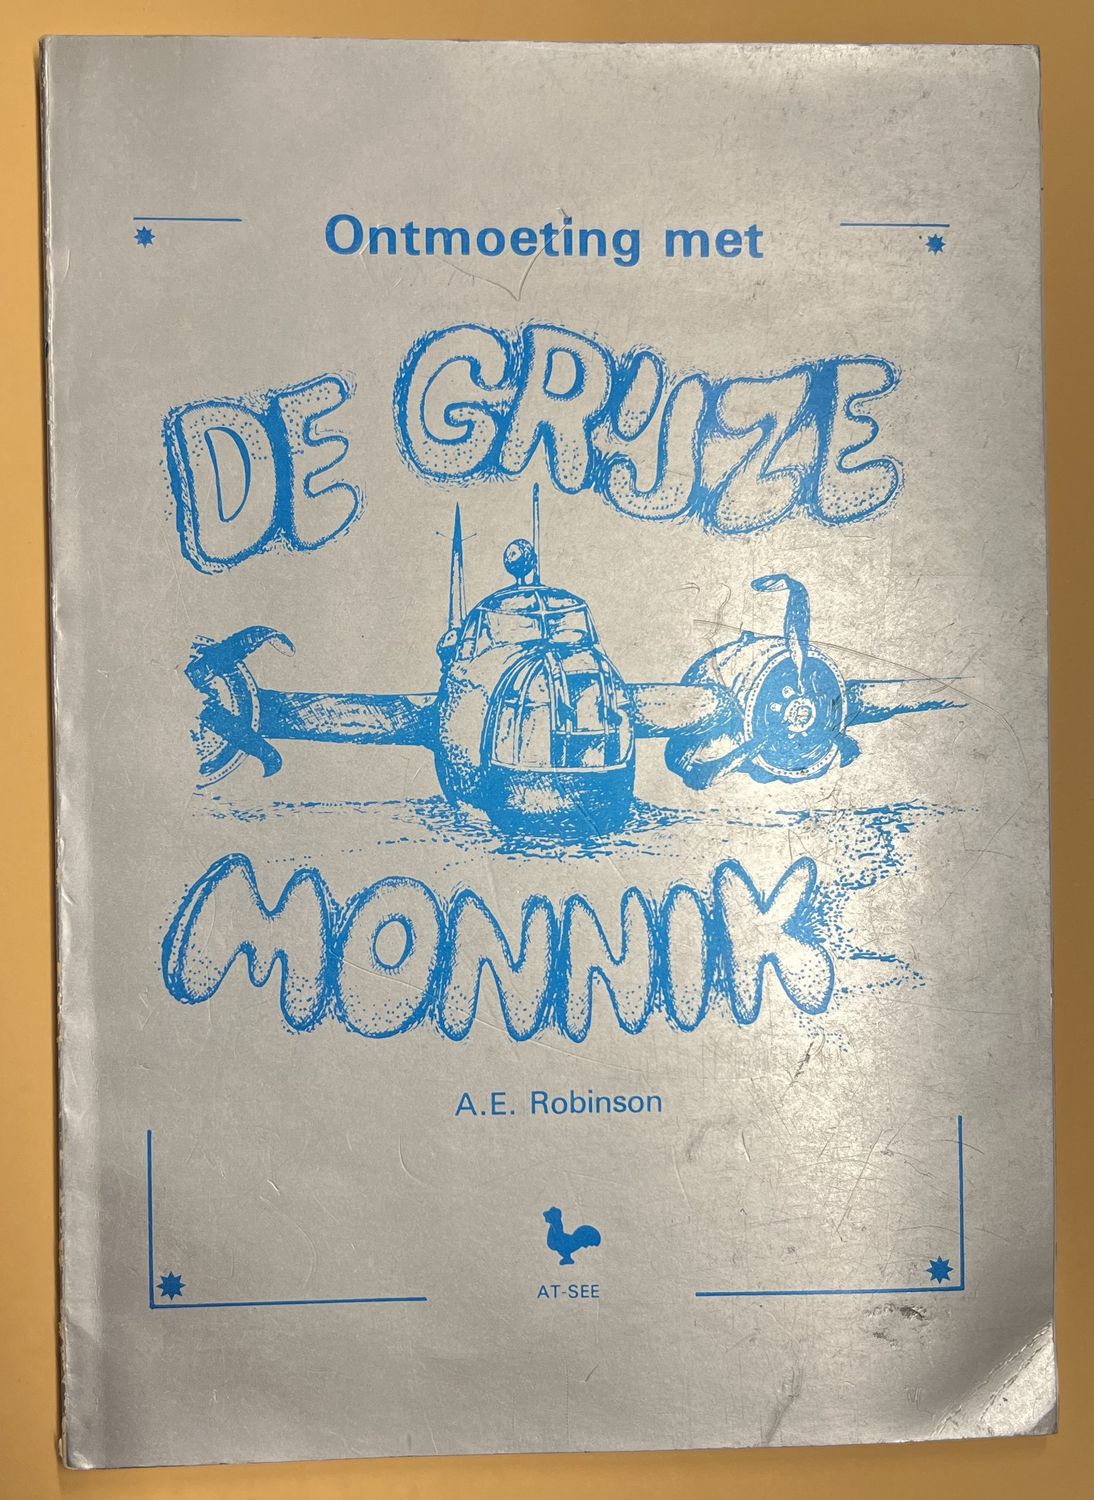 Ontmoeting met
DE GRIJZE
MONNIK
A.E. Robinson
AT-SEE